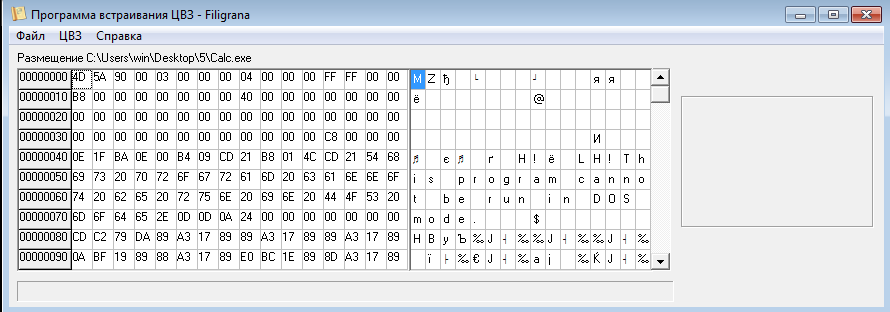 Программа встраивания ЦВЗ - Filigrana
Файл ЦВЗ Справка
Размещение C:\Users\win\Desktop\5\Calc.exe
00000000 4D 5A 90 00 03 00 00 00 04 00 00 00 FF FF 00 00 M Z ђ └ ┘ я я
00000010 B8 00 00 00 00 00 00 00 40 00 00 00 00 00 00 00 ё @
00000020 00 00 00 00 00 00 00 00 00 00 00 00 00 00 00 00
00000030 00 00 00 00 00 00 00 00 00 00 00 00 C8 00 00 00 И
00000040 0E 1F BA 0E 00 B4 09 CD 21 B8 01 4C CD 21 54 68 ♬ є ♬ ґ Н ! ё L Н ! T h
00000050 69 73 20 70 72 6F 67 72 61 6D 20 63 61 6E 6E 6F i s p r o g r a m c a n n o
00000060 74 20 62 65 20 72 75 6E 20 69 6E 20 44 4F 53 20 t b e r u n i n D O S
00000070 6D 6F 64 65 2E 0D 0D 0A 24 00 00 00 00 00 00 00 m o d e . $
00000080 CD C2 79 DA 89 A3 17 89 89 A3 17 89 89 A3 17 89 Н В y Ъ ‰ Ј ┤ ‰ ‰ Ј ┤ ‰ ‰ Ј ┤ ‰
00000090 0A BF 19 89 88 A3 17 89 E0 BC 1E 89 8D A3 17 89 ї ├ ‰ € Ј ┤ ‰ а ј ‰ Ќ Ј ┤ ‰